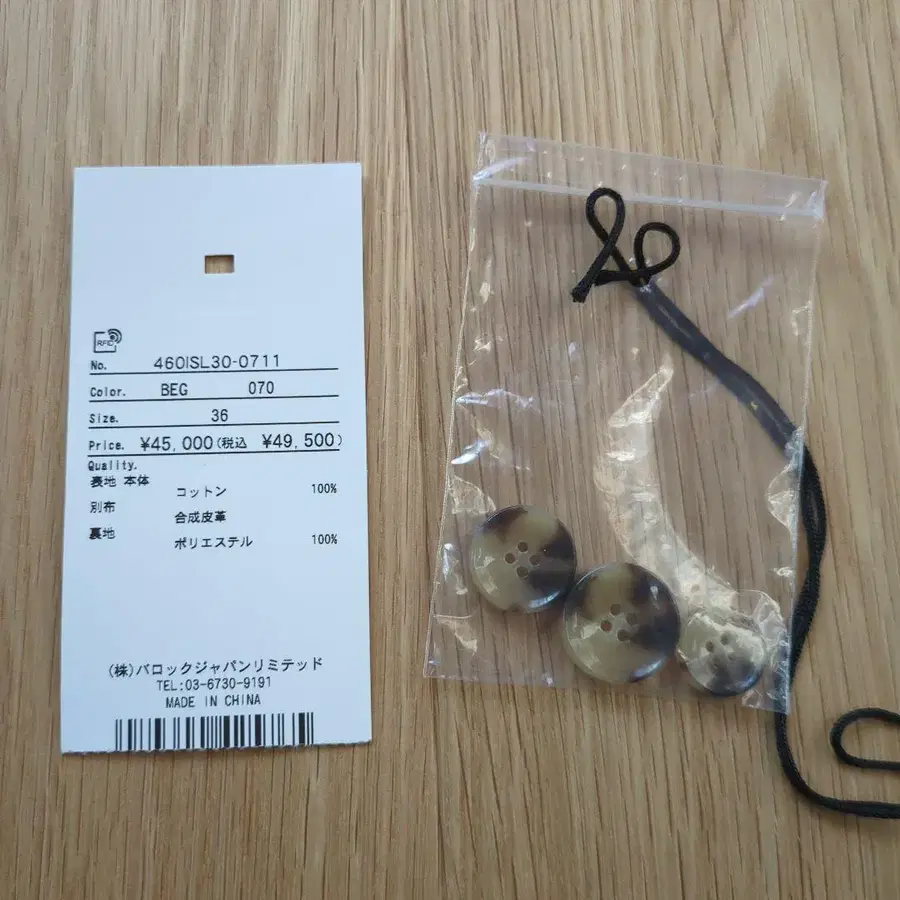 RFID
No. 460ISL30-0711
Color. BEG 070
Size. 36
Price. ¥45,000(税込 ¥49,500)
Quality.
表地 本体 コットン 100%
別布 合成皮革
裏地 ポリエステル 100%
(株)バロックジャパンリミテッド
TEL:03-6730-9191
MADE IN CHINA